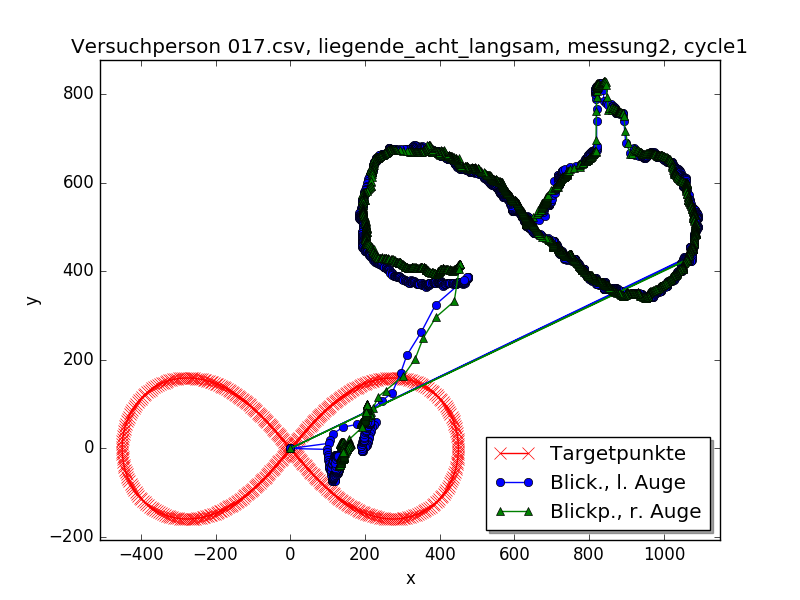 Versuchperson 017.csv, liegende_acht_langsam, messung2, cycle1
800
600
400
200
0
−200
y
−400 −200 0 200 400 600 800 1000
x
Targetpunkte
Blick., l. Auge
Blickp., r. Auge